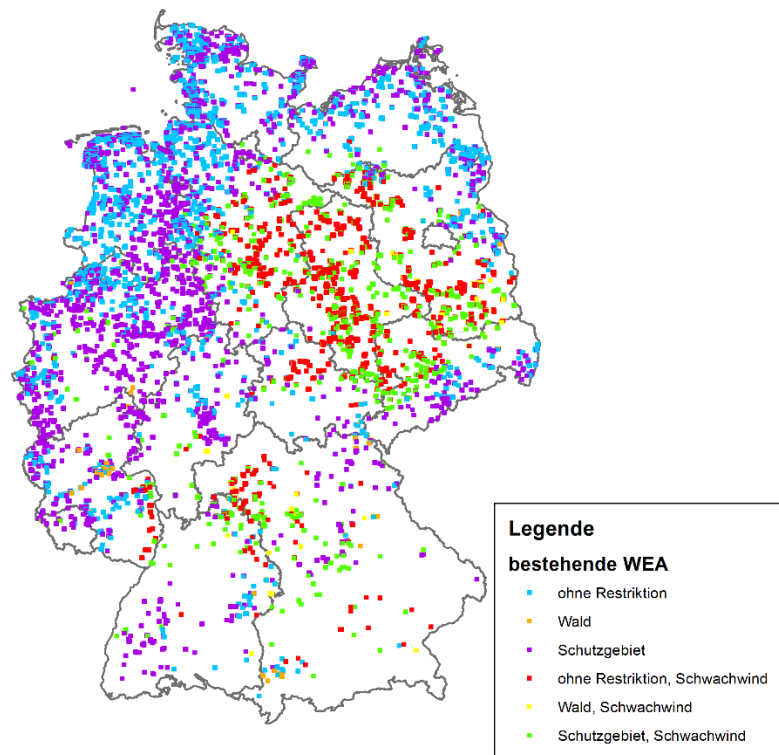 Legende
bestehende WEA
ohne Restriktion
Wald
Schutzgebiet
ohne Restriktion, Schwachwind
Wald, Schwachwind
Schutzgebiet, Schwachwind